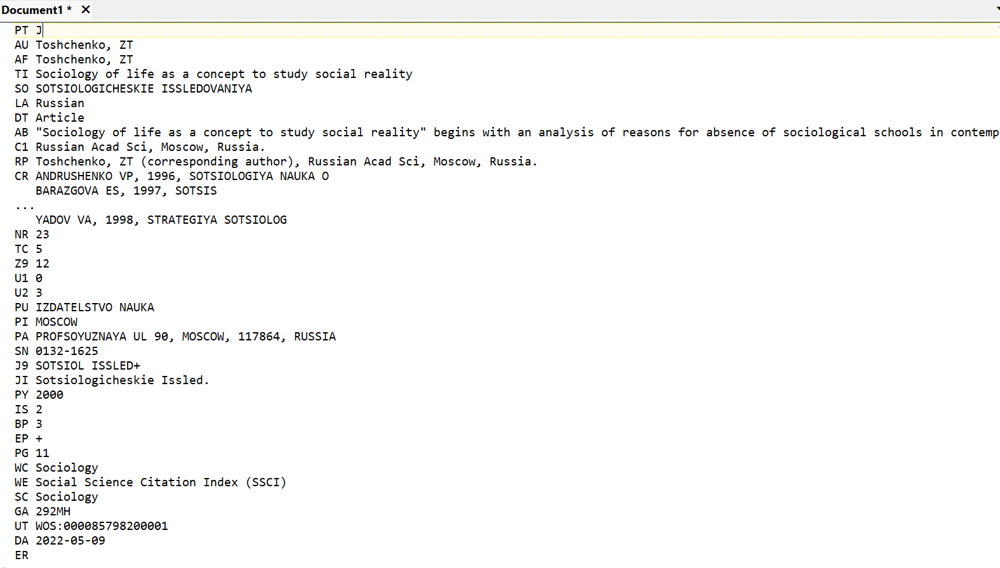 Document1 *
PT J
AU Toshchenko, ZT
AF Toshchenko, ZT
TI Sociology of life as a concept to study social reality
SO SOTSIOLOGICHESKIE ISSLEDOVANIYA
LA Russian
DT Article
AB "Sociology of life as a concept to study social reality" begins with an analysis of reasons for absence of sociological schools in contemp
C1 Russian Acad Sci, Moscow, Russia.
RP Toshchenko, ZT (corresponding author), Russian Acad Sci, Moscow, Russia.
CR ANDRUSHENKO VP, 1996, SOTSIOLOGIYA NAUKA O
   BARAZGOVA ES, 1997, SOTSIS
...
   YADOV VA, 1998, STRATEGIYA SOTSIOLOG
NR 23
TC 5
Z9 12
U1 0
U2 3
PU IZDATELSTVO NAUKA
PI MOSCOW
PA PROFSOYUZNAYA UL 90, MOSCOW, 117864, RUSSIA
SN 0132-1625
J9 SOTSIOL ISSLED+
JI Sotsiologicheskie Issled.
PY 2000
IS 2
BP 3
EP +
PG 11
WC Sociology
WE Social Science Citation Index (SSCI)
SC Sociology
GA 292MH
UT WOS:000085798200001
DA 2022-05-09
ER